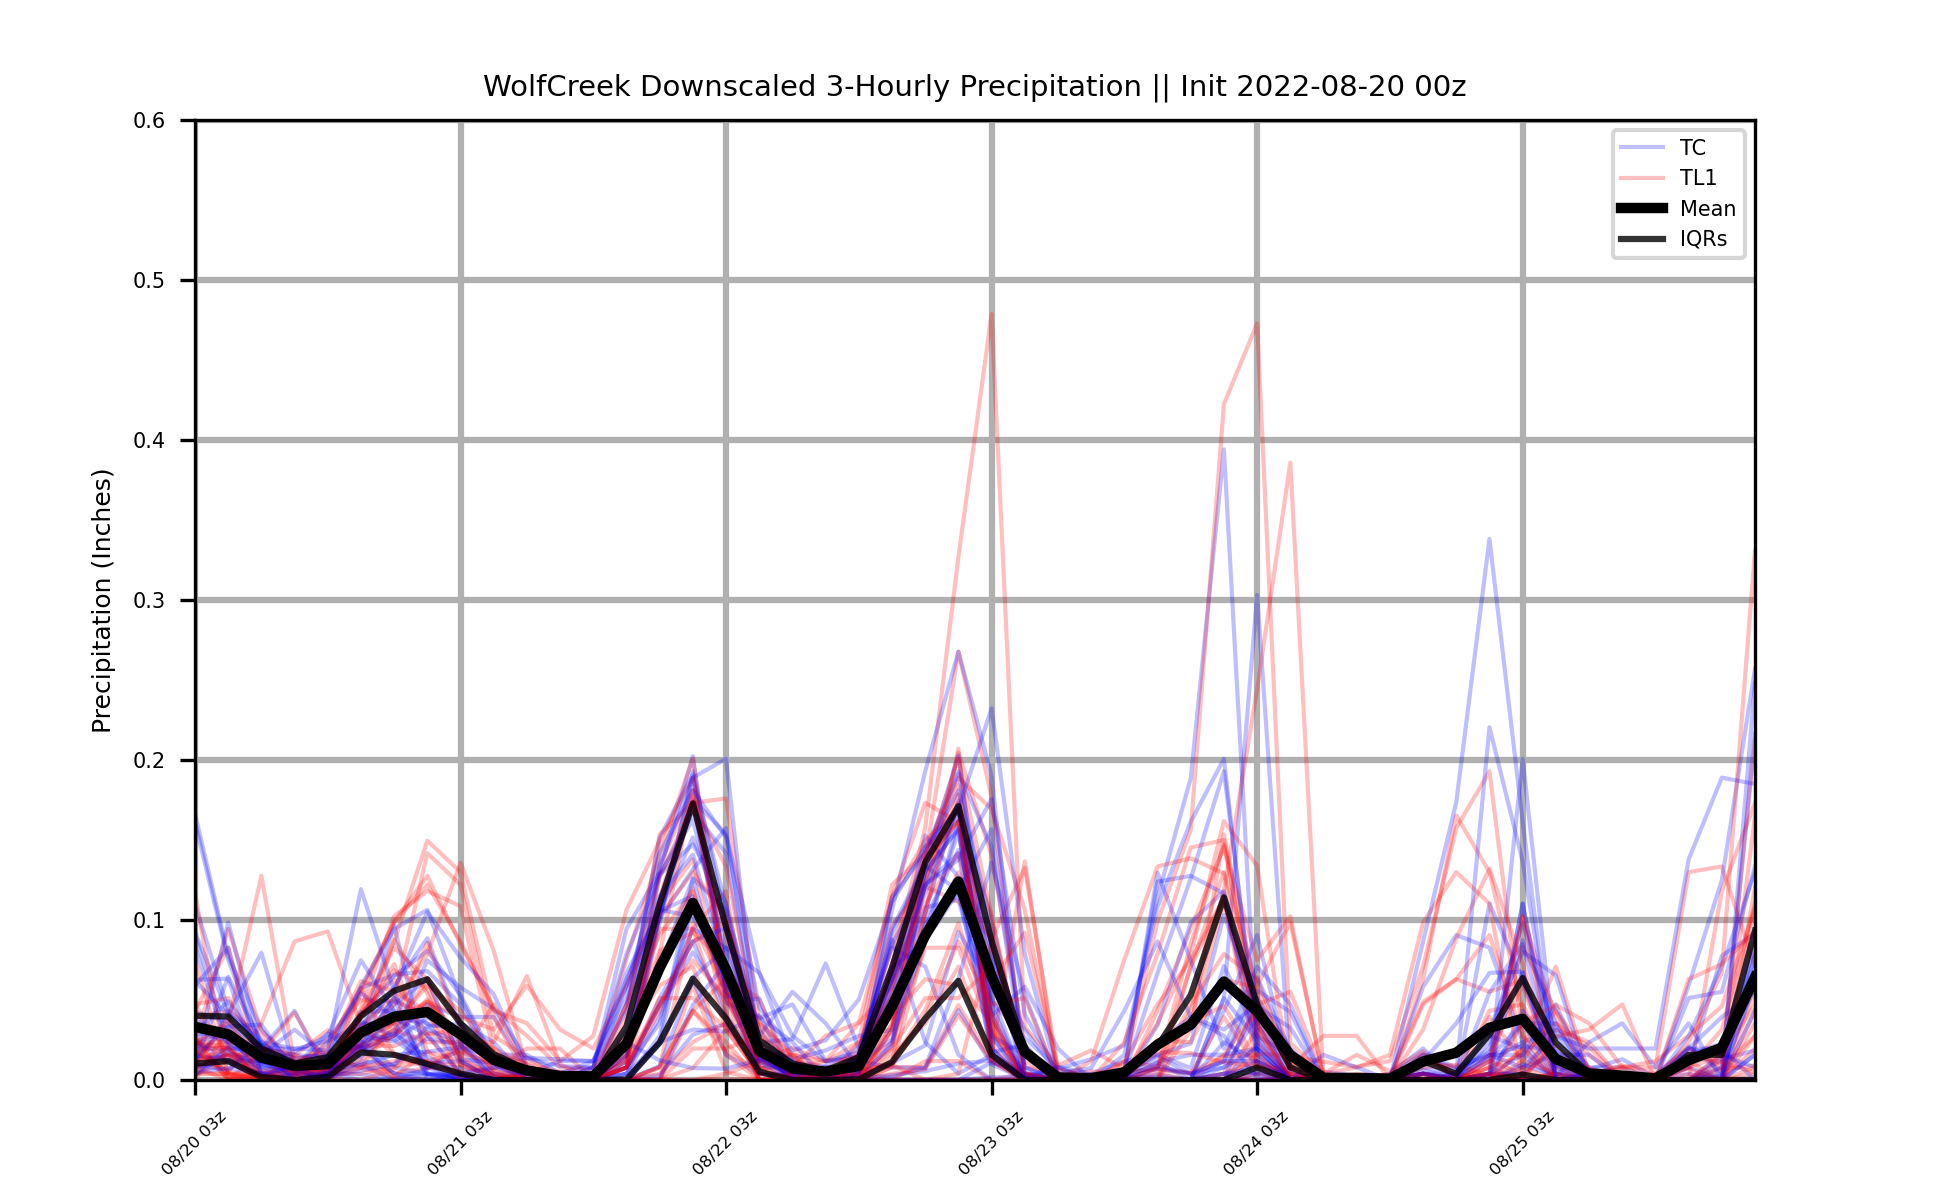 WolfCreek Downscaled 3-Hourly Precipitation || Init 2022-08-20 00z
0.6
0.5
0.4
0.3
0.2
0.1
0.0
Precipitation (Inches)
TC
TL1
Mean
IQRs
08/20 03z
08/21 03z
08/22 03z
08/23 03z
08/24 03z
08/25 03z